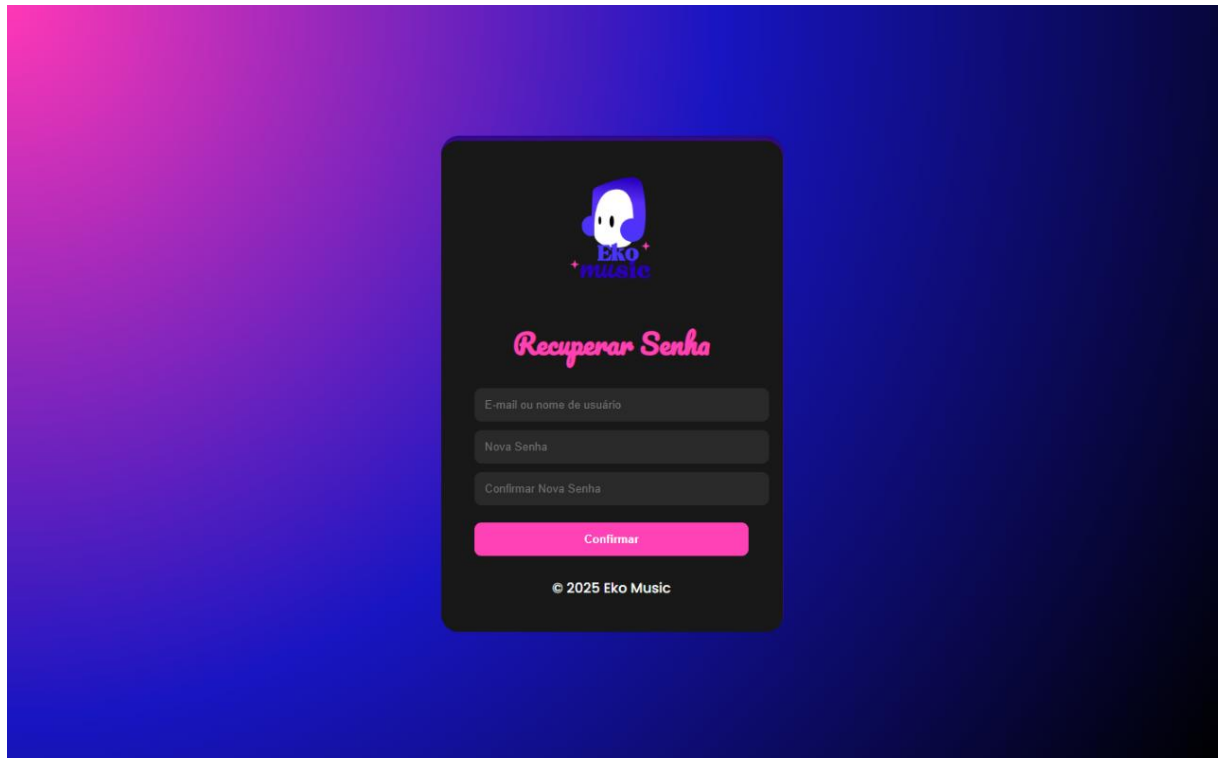 Eko
music
Recuperar Senha
E-mail ou nome de usuário
Nova Senha
Confirmar Nova Senha
Confirmar
© 2025 Eko Music